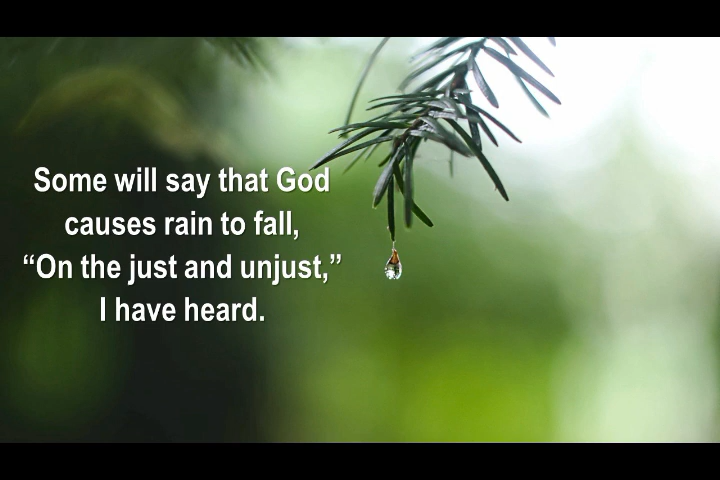 Some will say that God
causes rain to fall,
“On the just and unjust,”
I have heard.